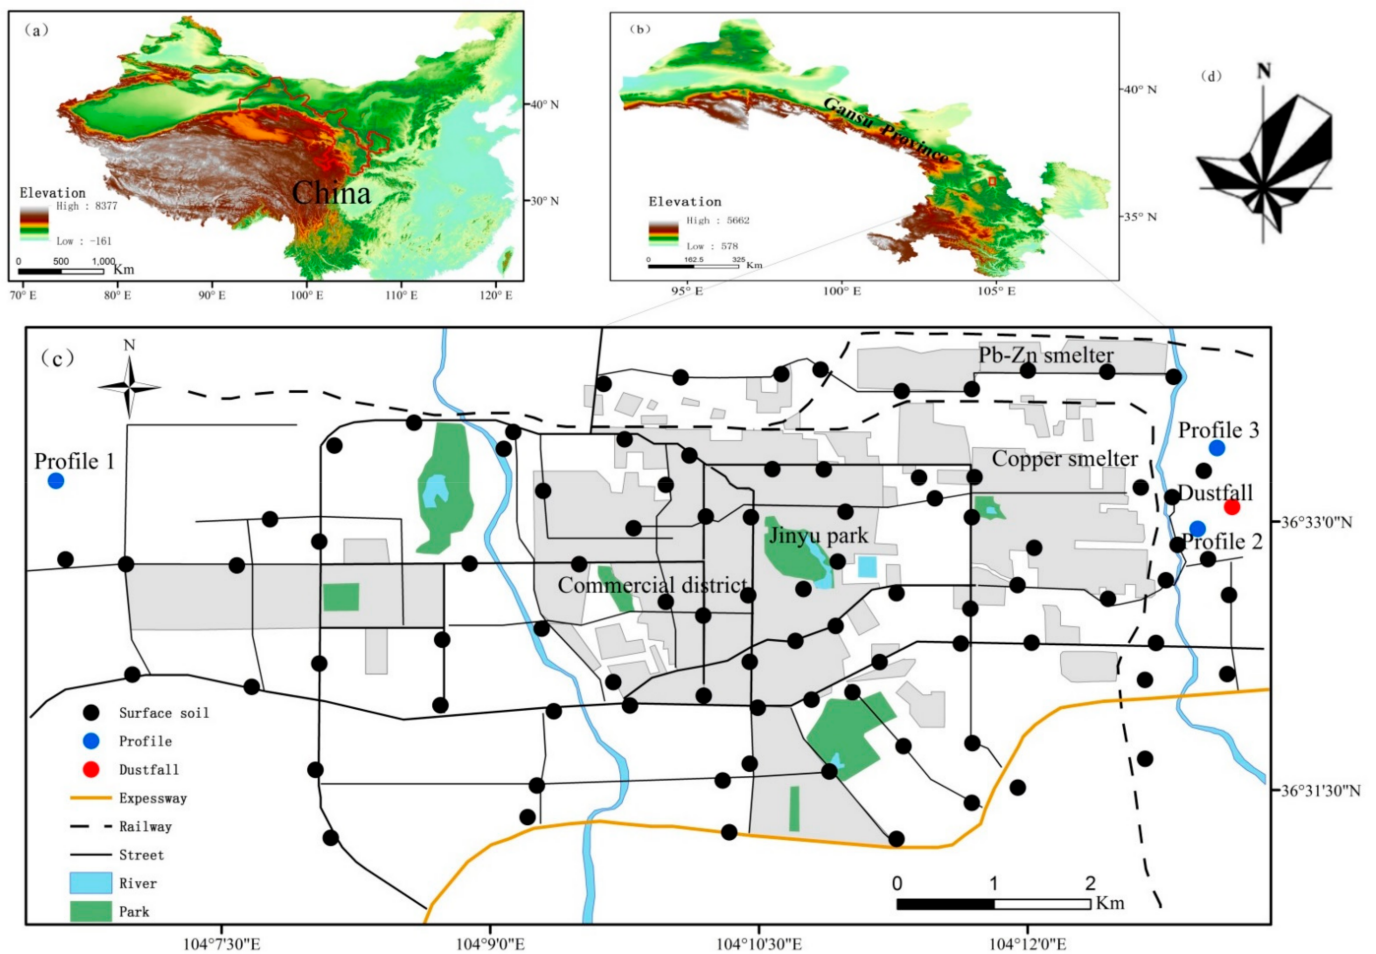 (a)
China
Elevation
High : 8377
Low : -161
0 500 1,000 Km
40° N
30° N
70° E 80° E 90° E 100° E 110° E 120° E
(b)
Gansu Province
Elevation
High : 5662
Low : 578
0 162.5 325 Km
40° N
35° N
95° E 100° E 105° E
(d)
N
(c)
N
Pb-Zn smelter
Profile 3
Profile 1
Copper smelter
Dustfall
Jinyu park
Profile 2
Commercial district
36°33'0"N
36°31'30"N
Surface soil
Profile
Dustfall
Expessway
Railway
Street
River
Park
0 1 2 Km
104°7'30"E 104°9'0"E 104°10'30"E 104°12'0"E